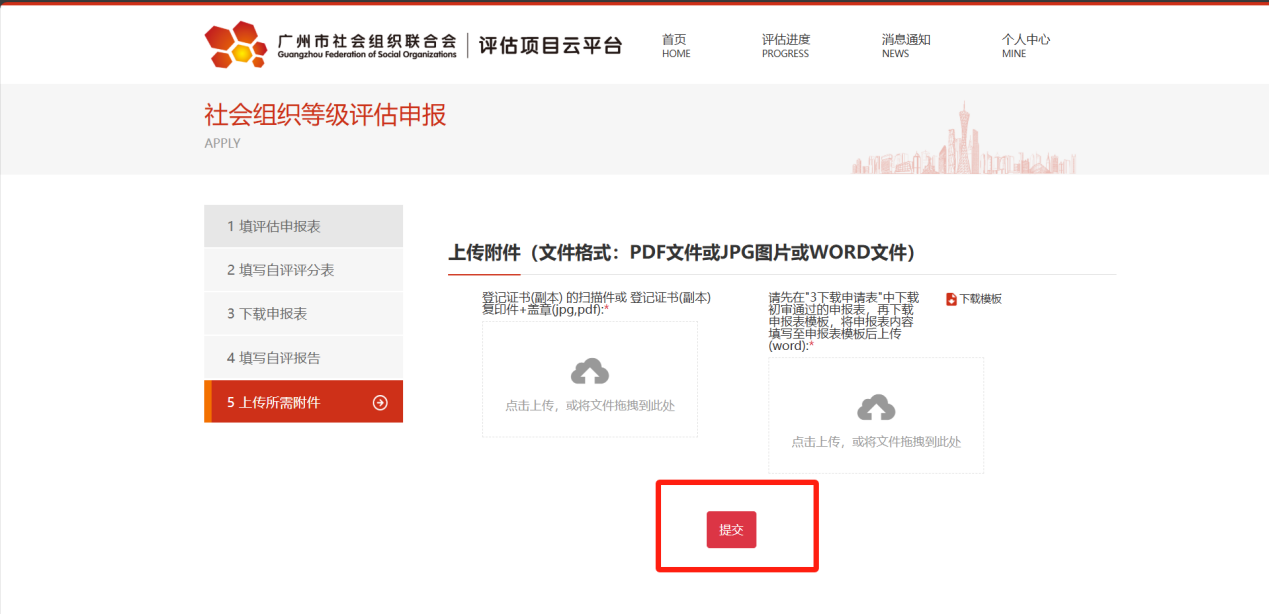 广州市社会组织联合会
Guangzhou Federation of Social Organizations
评估项目云平台
首页
HOME
评估进度
PROGRESS
消息通知
NEWS
个人中心
MINE
社会组织等级评估申报
APPLY
1 填评估申报表
2 填写自评评分表
3 下载申报表
4 填写自评报告
5 上传所需附件
上传附件（文件格式：PDF文件或JPG图片或WORD文件）
登记证书(副本) 的扫描件或 登记证书(副本)
复印件+盖章(jpg,pdf):*
点击上传，或将文件拖拽到此处
请先在"3下载申请表"中下载
初审通过的申报表，再下载
申报表模板，将申报表内容
填写至申报表模板后上传
(word):*
下载模板
点击上传，或将文件拖拽到此处
提交